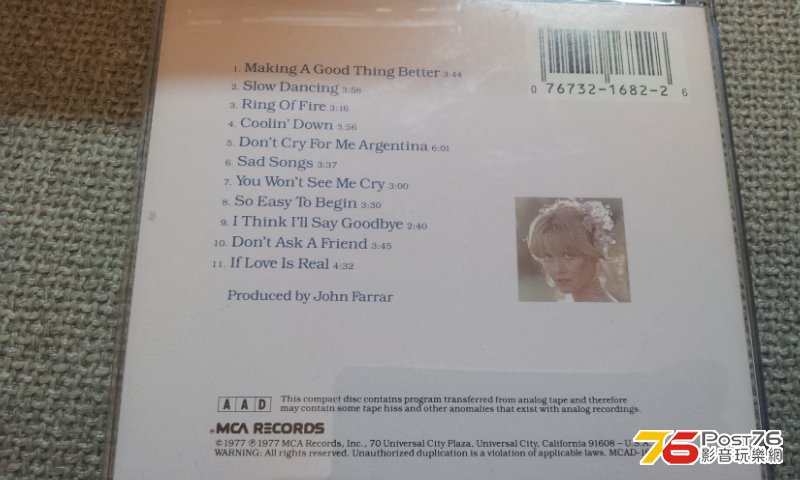 1. Making A Good Thing Better 3:44
2. Slow Dancing 3:56
3. Ring Of Fire 3:16
4. Coolin' Down 3:56
5. Don't Cry For Me Argentina 6:01
6. Sad Songs 3:37
7. You Won't See Me Cry 3:00
8. So Easy To Begin 3:30
9. I Think I'll Say Goodbye 2:40
10. Don't Ask A Friend 3:45
11. If Love Is Real 4:32
Produced by John Farrar
0 76732-1682-2 6
A A D
This compact disc contains program transferred from analog tape and therefore
may contain some tape hiss and other anomalies that exist with analog recordings.
MCA RECORDS
©1977 ℗1977 MCA Records, Inc., 70 Universal City Plaza, Universal City, California 91608 – U.S.A.
WARNING: All rights reserved. Unauthorized duplication is a violation of applicable laws.
76 Post76
影音玩樂網